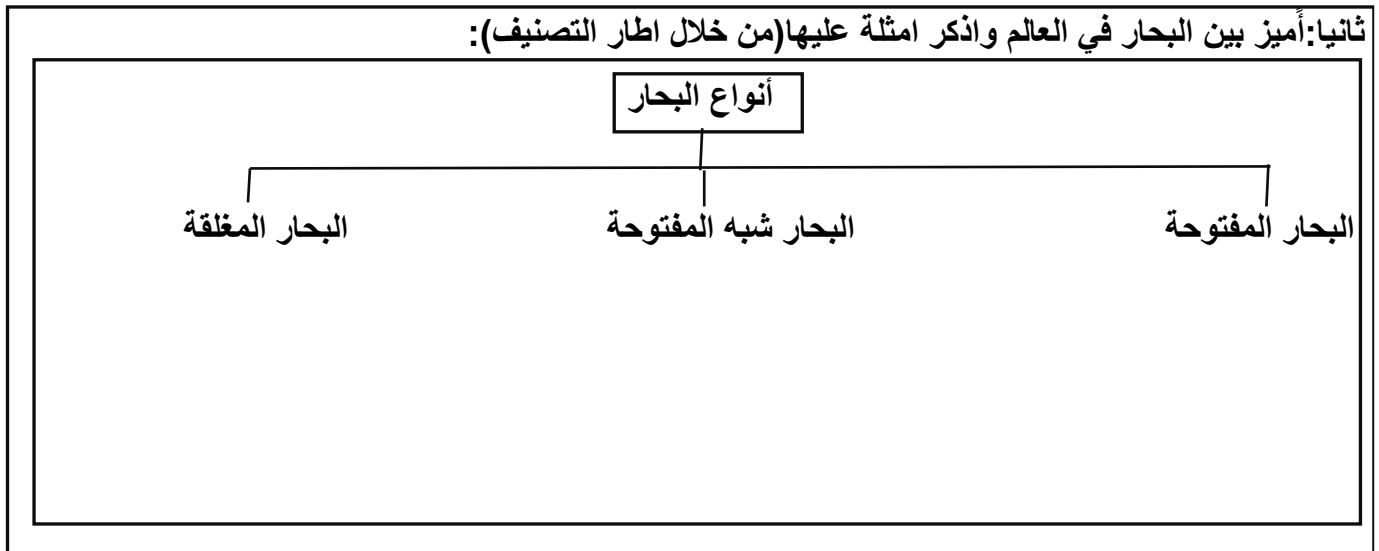 ثانيا:أميز بين البحار في العالم واذكر امثلة عليها(من خلال اطار التصنيف):
أنواع البحار
البحار المفتوحة البحار شبه المفتوحة البحار المغلقة